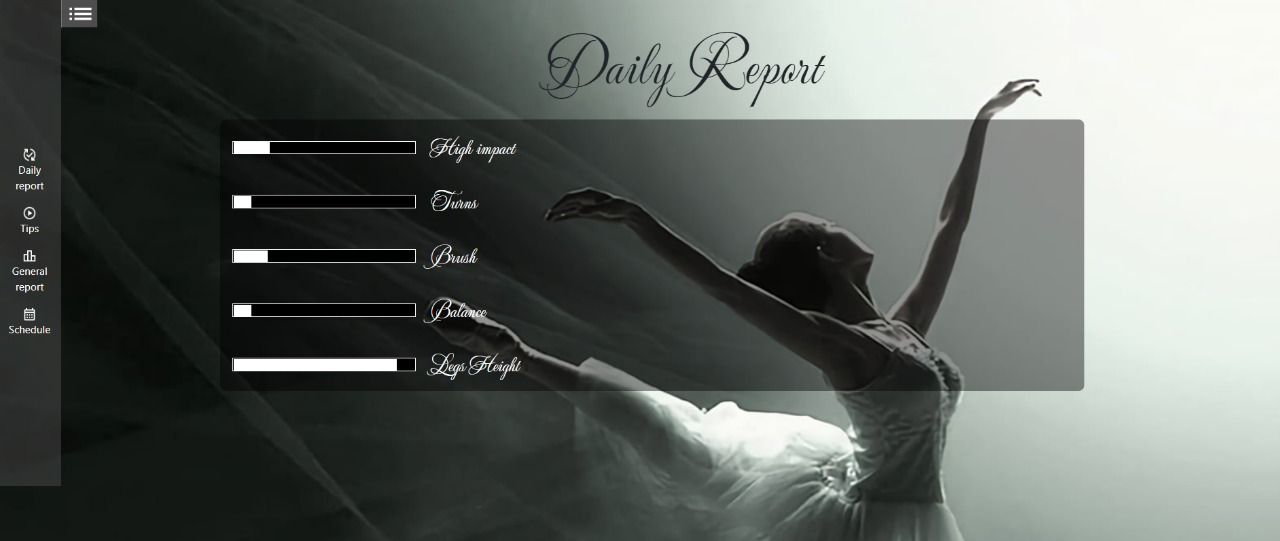 Daily Report
High impact
Turns
Brush
Balance
Legs Height
Daily
report
Tips
General
report
Schedule